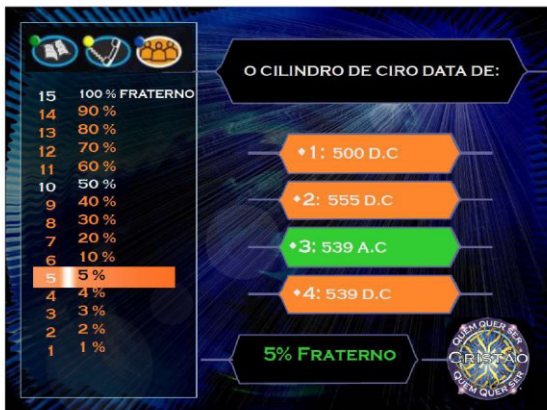 O CILINDRO DE CIRO DATA DE:
15 100 % FRATERNO
14 90 %
13 80 %
12 70 %
11 60 %
10 50 %
9 40 %
8 30 %
7 20 %
6 10 %
5 5 %
4 4 %
3 3 %
2 2 %
1 1 %
1: 500 D.C
2: 555 D.C
3: 539 A.C
4: 539 D.C
5% FRATERNO
QUEM QUER SER
CRISTÃO
QUEM QUER SER